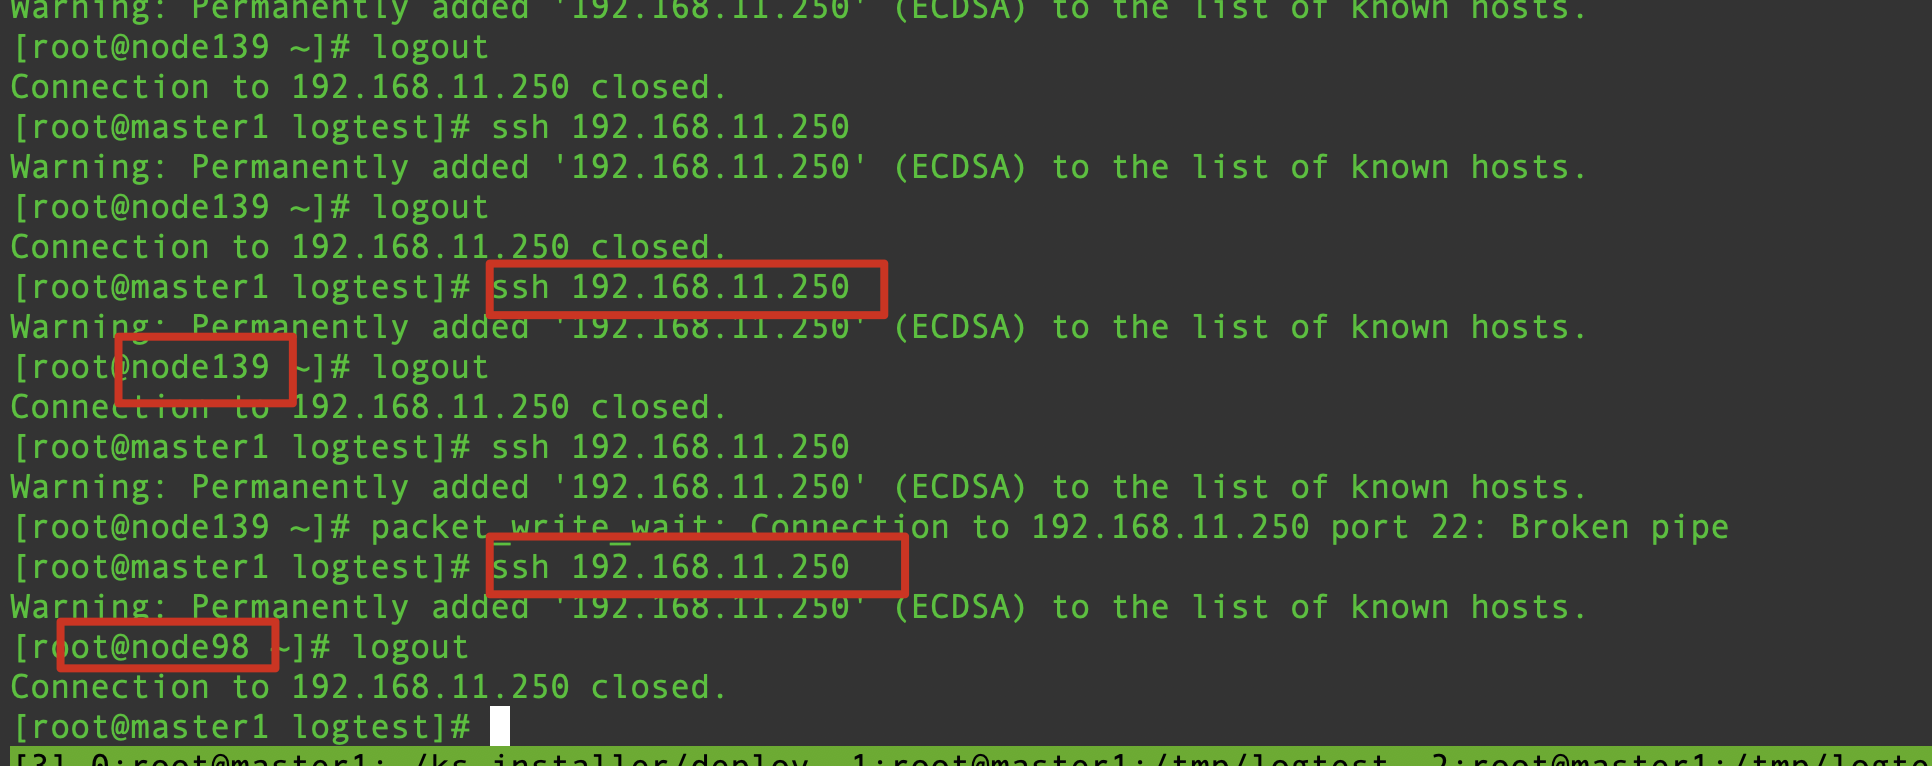 Warning: Permanently added '192.168.11.250' (ECDSA) to the list of known hosts.
[root@node139 ~]# logout
Connection to 192.168.11.250 closed.
[root@master1 logtest]# ssh 192.168.11.250
Warning: Permanently added '192.168.11.250' (ECDSA) to the list of known hosts.
[root@node139 ~]# logout
Connection to 192.168.11.250 closed.
[root@master1 logtest]# ssh 192.168.11.250
Warning: Permanently added '192.168.11.250' (ECDSA) to the list of known hosts.
[root@node139 ~]# logout
Connection to 192.168.11.250 closed.
[root@master1 logtest]# ssh 192.168.11.250
Warning: Permanently added '192.168.11.250' (ECDSA) to the list of known hosts.
[root@node139 ~]# packet_write_wait: Connection to 192.168.11.250 port 22: Broken pipe
[root@master1 logtest]# ssh 192.168.11.250
Warning: Permanently added '192.168.11.250' (ECDSA) to the list of known hosts.
[root@node98 ~]# logout
Connection to 192.168.11.250 closed.
[root@master1 logtest]#
[3] 0:root@master1: /ks-installer/deploy 1:root@master1:/tmp/logtest 2:root@master1:/tmp/logte